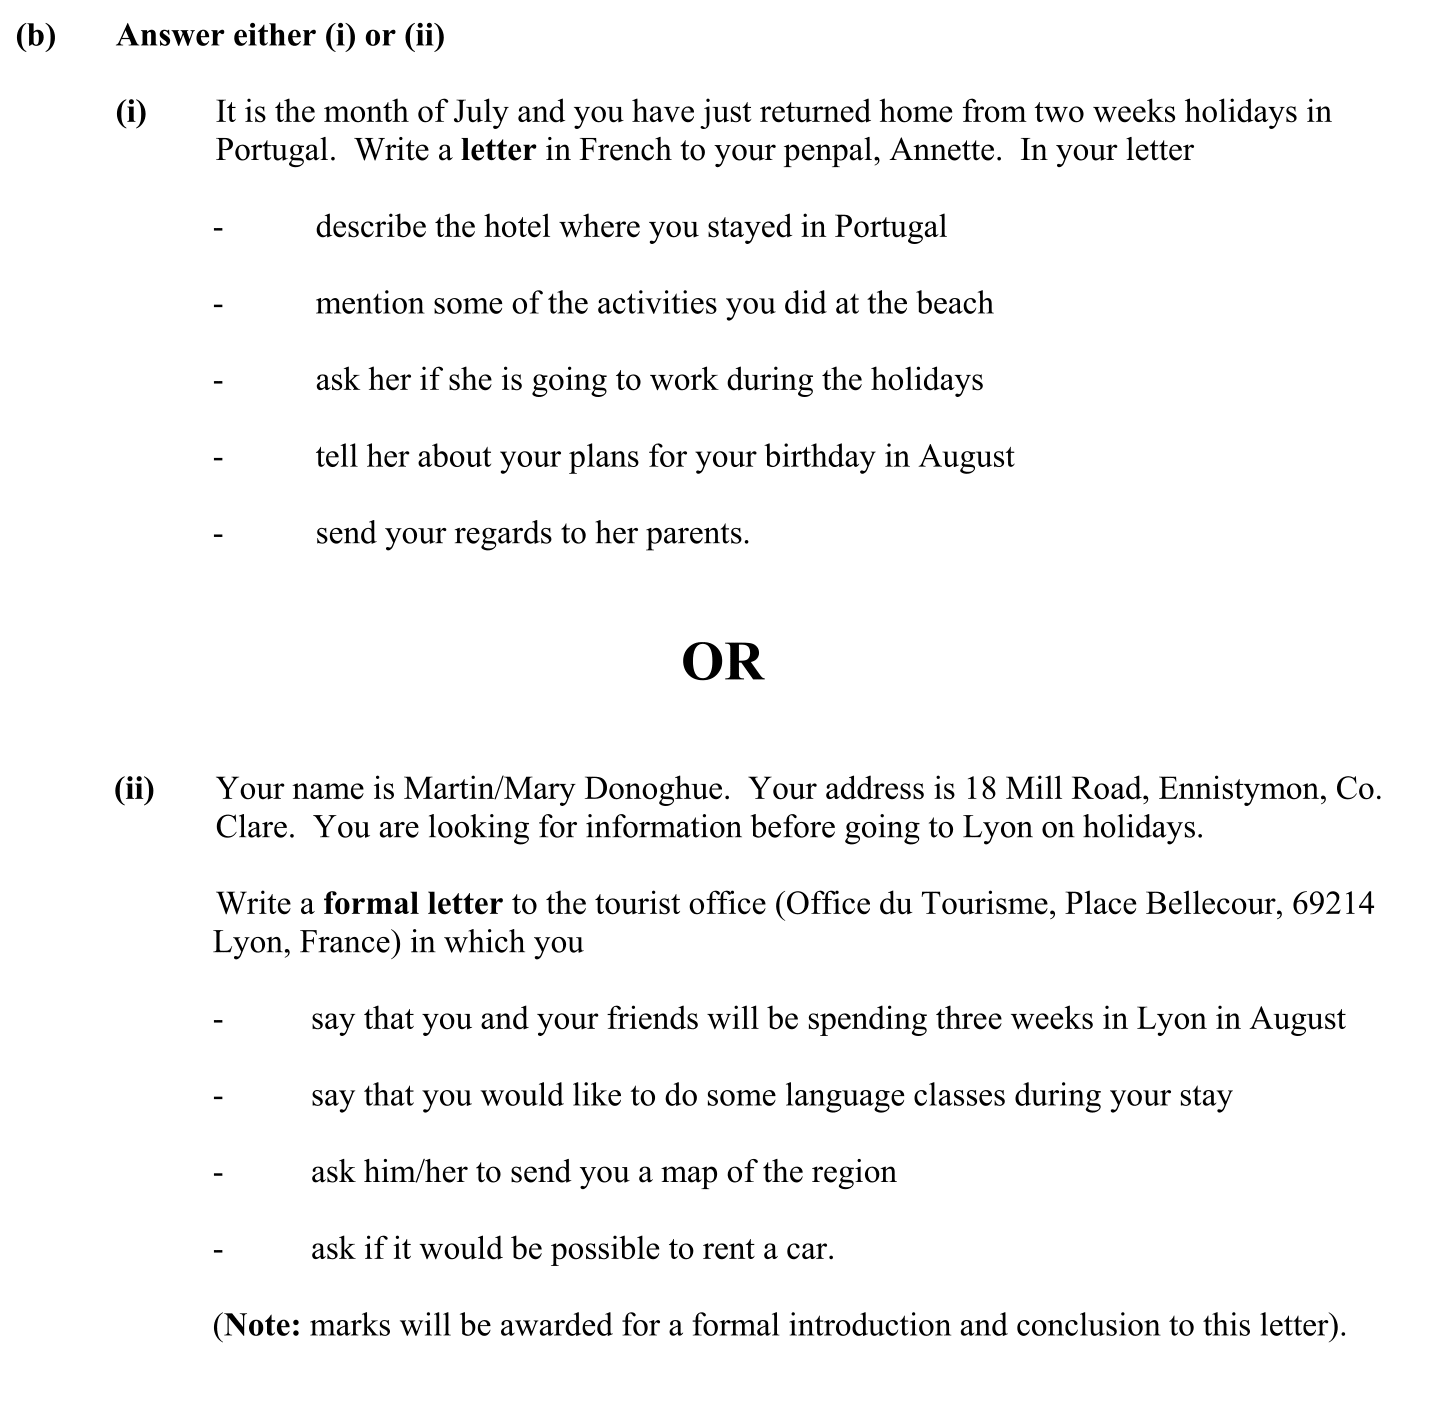 (b) Answer either (i) or (ii)
(i) It is the month of July and you have just returned home from two weeks holidays in
Portugal. Write a letter in French to your penpal, Annette. In your letter
- describe the hotel where you stayed in Portugal
- mention some of the activities you did at the beach
- ask her if she is going to work during the holidays
- tell her about your plans for your birthday in August
- send your regards to her parents.
OR
(ii) Your name is Martin/Mary Donoghue. Your address is 18 Mill Road, Ennistymon, Co.
Clare. You are looking for information before going to Lyon on holidays.
Write a formal letter to the tourist office (Office du Tourisme, Place Bellecour, 69214
Lyon, France) in which you
- say that you and your friends will be spending three weeks in Lyon in August
- say that you would like to do some language classes during your stay
- ask him/her to send you a map of the region
- ask if it would be possible to rent a car.
(Note: marks will be awarded for a formal introduction and conclusion to this letter).